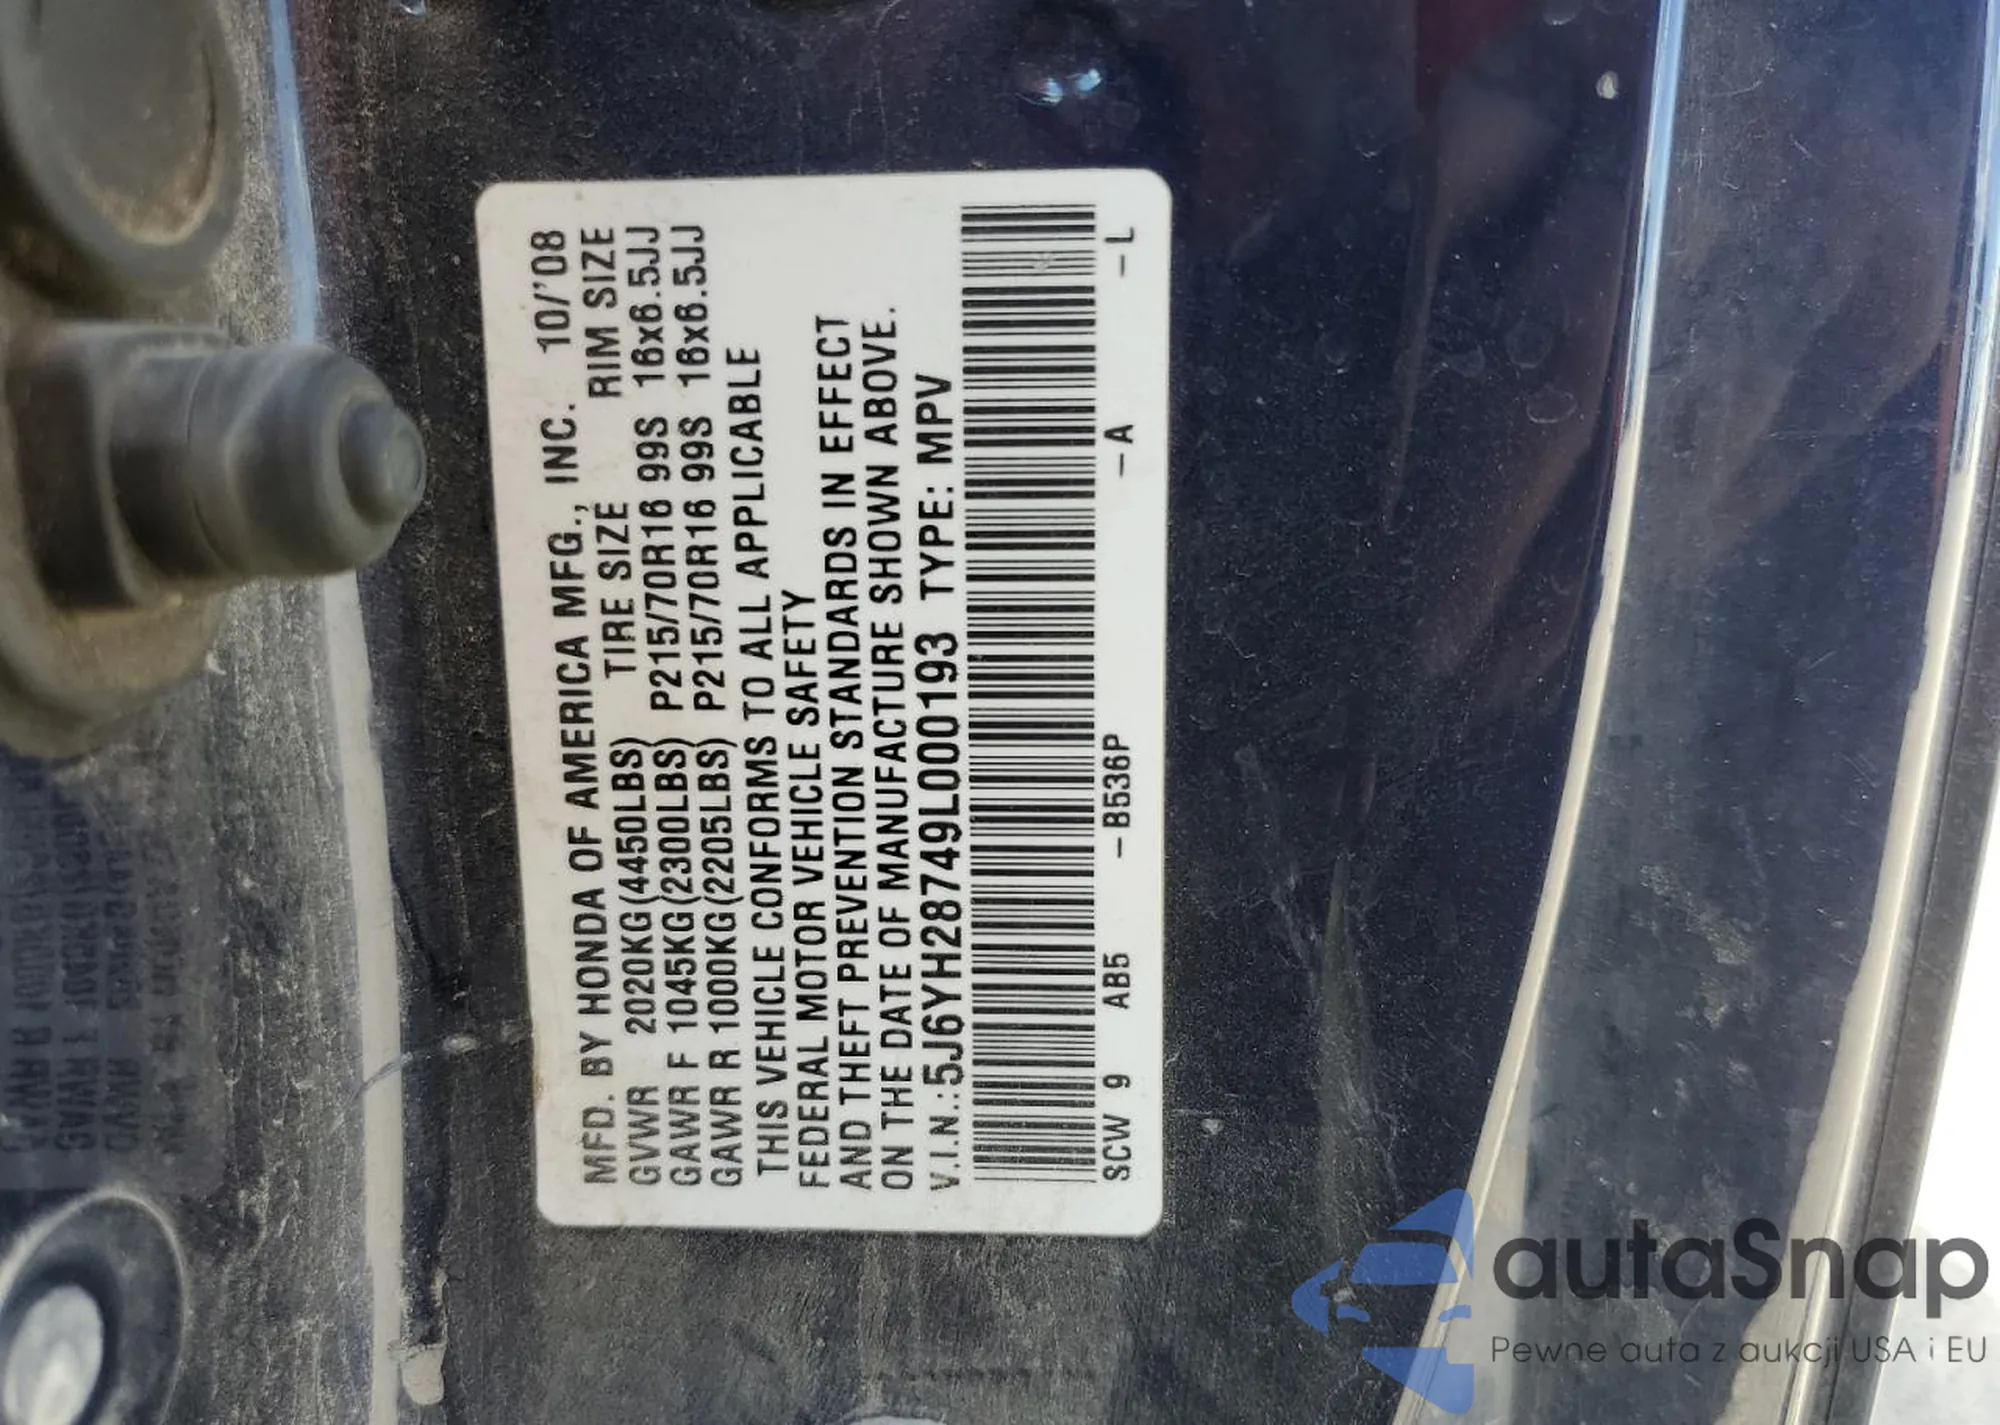 MFD. BY HONDA OF AMERICA MFG., INC. 10/'08
TIRE SIZE RIM SIZE
GVWR 2020KG(4450LBS)
GAWR F 1045KG(2300LBS) P215/70R16 99S 16x6.5JJ
GAWR R 1000KG(2205LBS) P215/70R16 99S 16x6.5JJ
THIS VEHICLE CONFORMS TO ALL APPLICABLE
FEDERAL MOTOR VEHICLE SAFETY
AND THEFT PREVENTION STANDARDS IN EFFECT
ON THE DATE OF MANUFACTURE SHOWN ABOVE.
V.I.N.:5J6YH28749L000193 TYPE: MPV
SCW 9 AB5 -B536P -A -L
autaSnap
Pewne auta z aukcji USA i EU